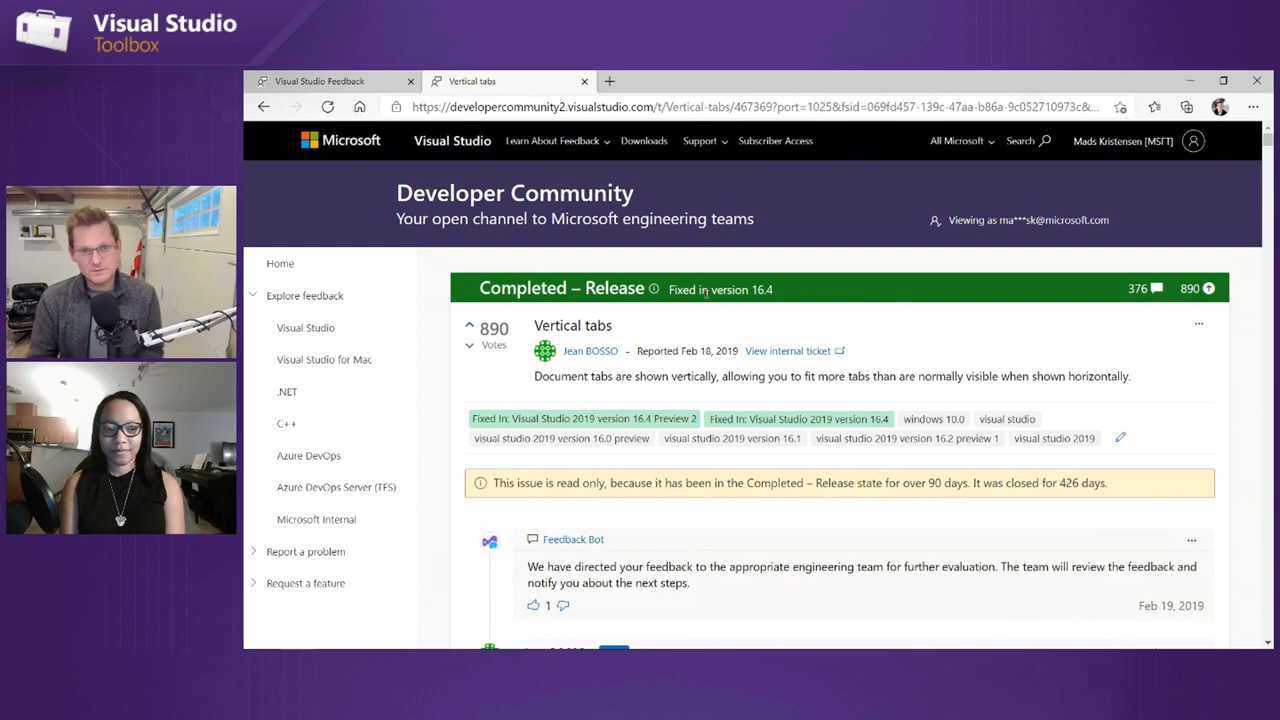 Visual Studio
Toolbox
Visual Studio Feedback
Vertical tabs
https://developercommunity2.visualstudio.com/t/Vertical-tabs/467369?port=1025&fsid=069fd457-139c-47aa-b86a-9c052710973c&...
Microsoft
Visual Studio
Learn About Feedback
Downloads
Support
Subscriber Access
All Microsoft
Search
Mads Kristensen [MSFT]
Developer Community
Your open channel to Microsoft engineering teams
Viewing as ma***sk@microsoft.com
Home
Explore feedback
Visual Studio
Visual Studio for Mac
.NET
C++
Azure DevOps
Azure DevOps Server (TFS)
Microsoft Internal
Report a problem
Request a feature
Completed – Release
Fixed in version 16.4
376
890
890
Votes
Vertical tabs
Jean BOSSO - Reported Feb 18, 2019 View internal ticket
Document tabs are shown vertically, allowing you to fit more tabs than are normally visible when shown horizontally.
Fixed In: Visual Studio 2019 version 16.4 Preview 2
Fixed In: Visual Studio 2019 version 16.4
windows 10.0
visual studio
visual studio 2019 version 16.0 preview
visual studio 2019 version 16.1
visual studio 2019 version 16.2 preview 1
visual studio 2019
This issue is read only, because it has been in the Completed – Release state for over 90 days. It was closed for 426 days.
Feedback Bot
We have directed your feedback to the appropriate engineering team for further evaluation. The team will review the feedback and
notify you about the next steps.
1
Feb 19, 2019